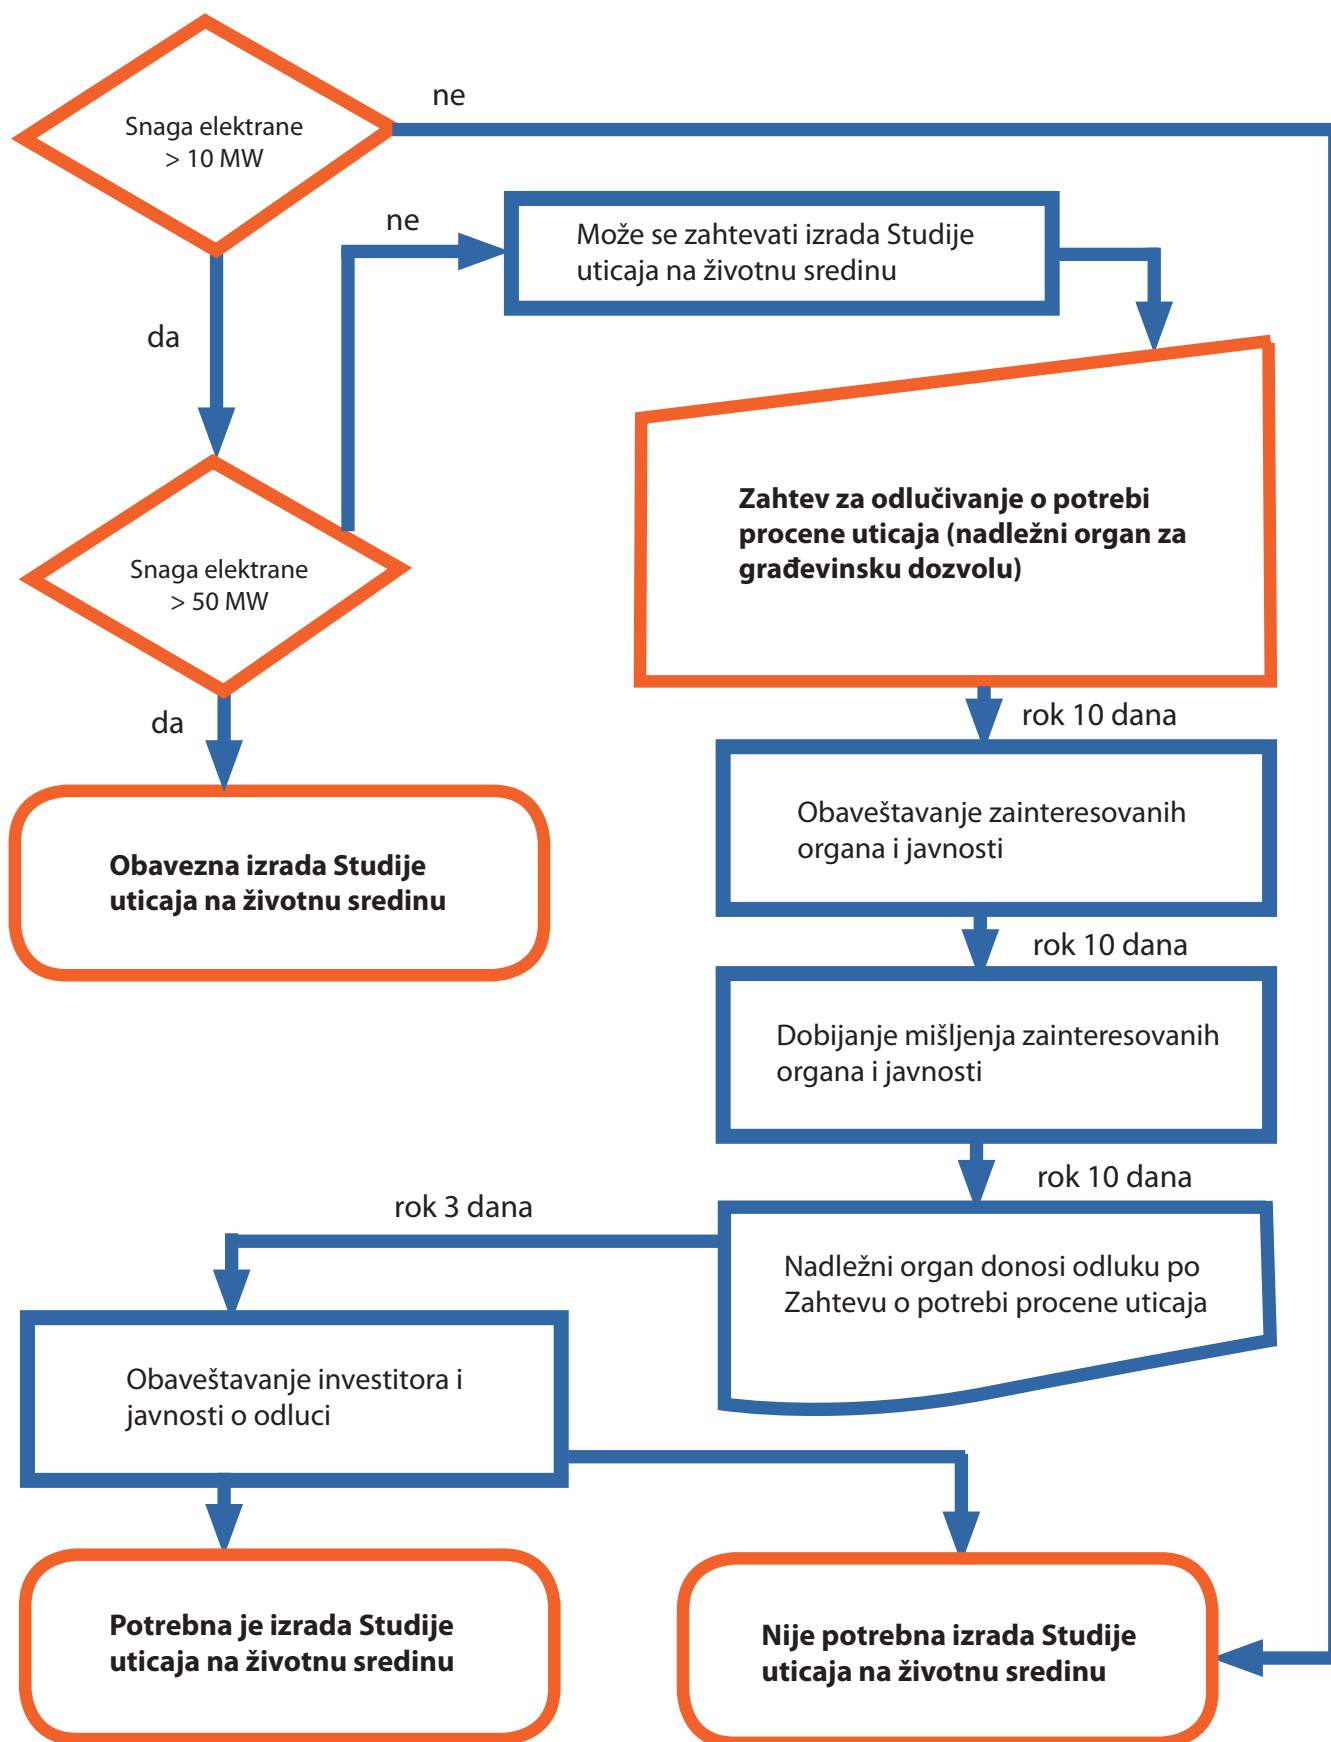 ne
Snaga elektrane
> 10 MW
ne
Može se zahtevati izrada Studije
uticaja na životnu sredinu
da
Zahtev za odlučivanje o potrebi
procene uticaja (nadležni organ za
građevinsku dozvolu)
Snaga elektrane
> 50 MW
da
rok 10 dana
Obaveštavanje zainteresovanih
organa i javnosti
Obavezna izrada Studije
uticaja na životnu sredinu
rok 10 dana
Dobijanje mišljenja zainteresovanih
organa i javnosti
rok 10 dana
rok 3 dana
Nadležni organ donosi odluku po
Zahtevu o potrebi procene uticaja
Obaveštavanje investitora i
javnosti o odluci
Potrebna je izrada Studije
uticaja na životnu sredinu
Nije potrebna izrada Studije
uticaja na životnu sredinu